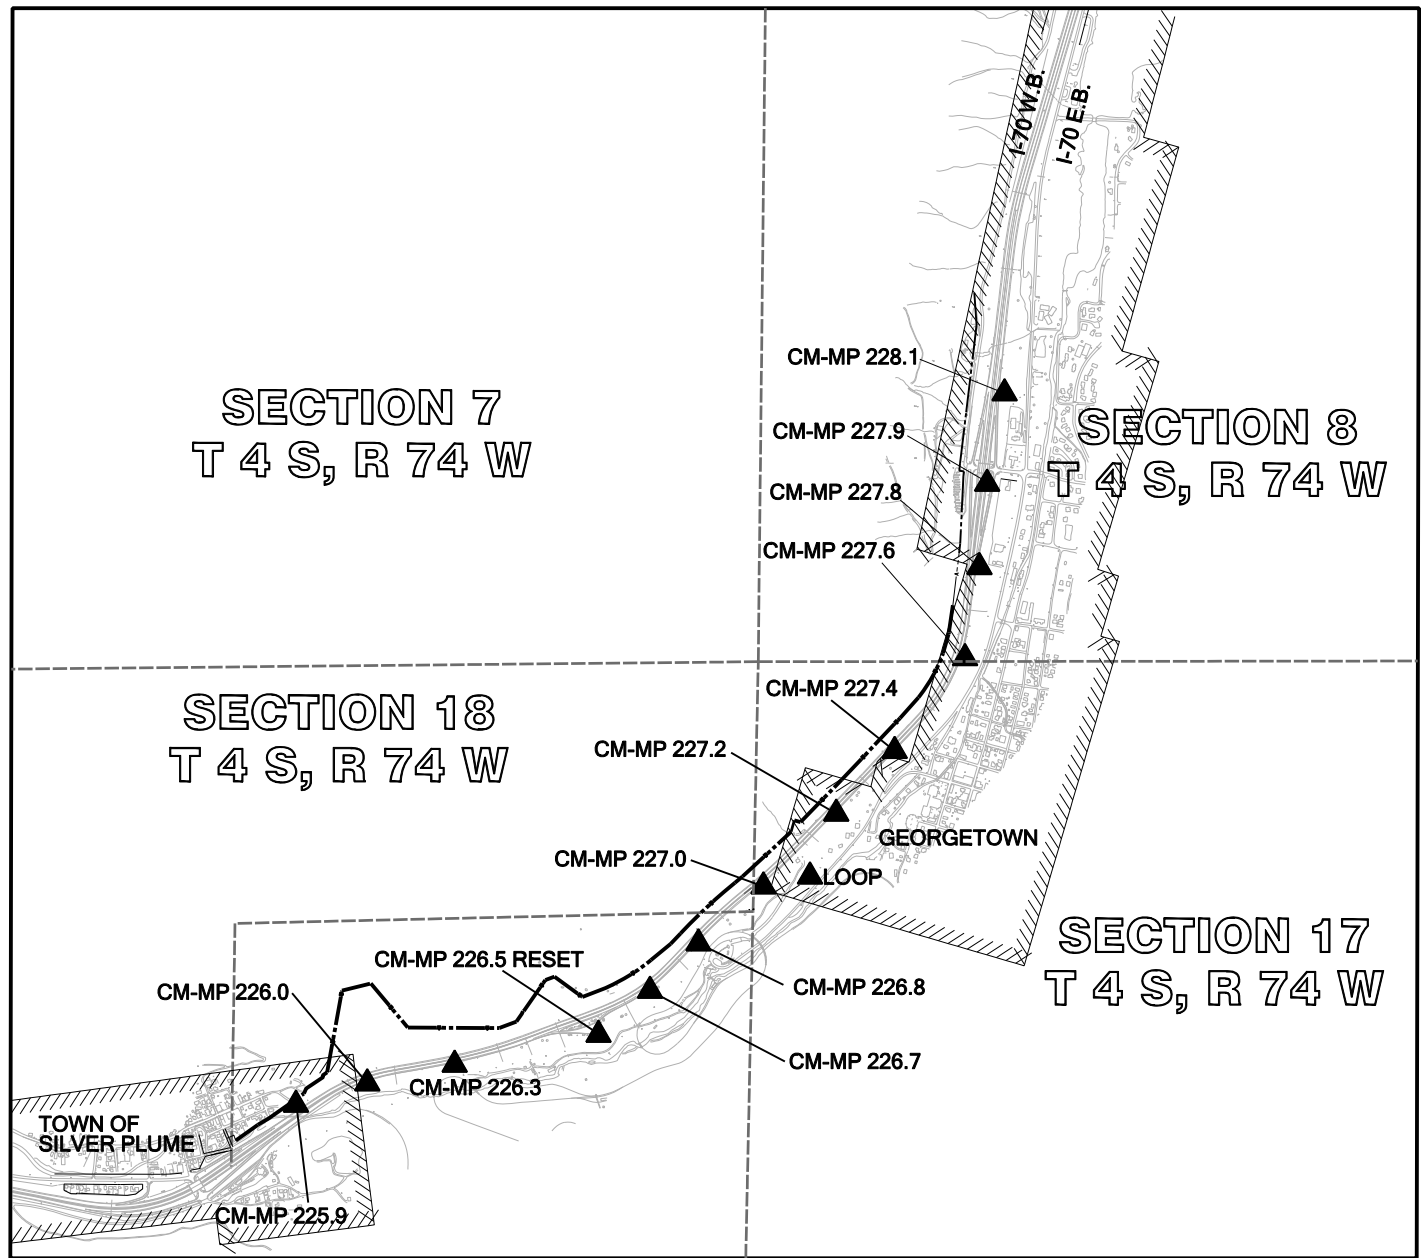 I-70 W.B.
I-70 E.B.
CM-MP 228.1
SECTION 7
T 4 S, R 74 W
SECTION 8
T 4 S, R 74 W
CM-MP 227.9
CM-MP 227.8
CM-MP 227.6
CM-MP 227.4
SECTION 18
T 4 S, R 74 W
CM-MP 227.2
GEORGETOWN
CM-MP 227.0
LOOP
SECTION 17
T 4 S, R 74 W
CM-MP 226.5 RESET
CM-MP 226.0
CM-MP 226.8
CM-MP 226.7
CM-MP 226.3
TOWN OF
SILVER PLUME
CM-MP 225.9